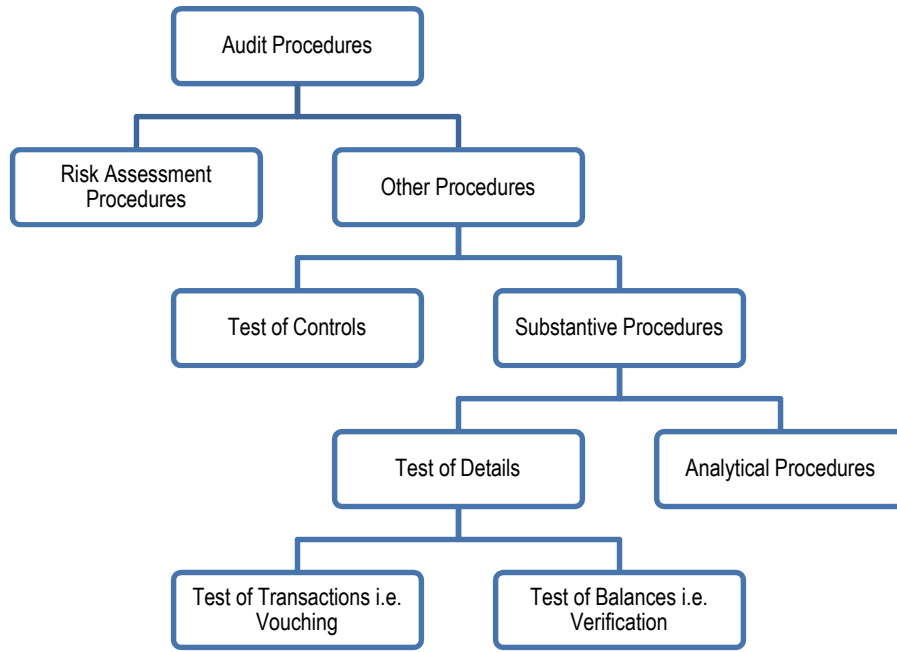 Audit Procedures
Risk Assessment
Procedures
Other Procedures
Test of Controls
Substantive Procedures
Test of Details
Analytical Procedures
Test of Transactions i.e.
Vouching
Test of Balances i.e.
Verification